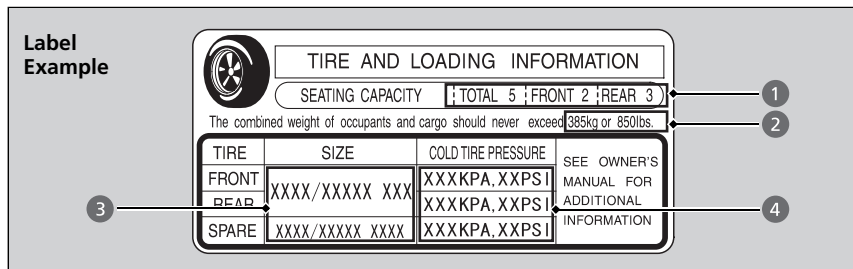 Label
Example
TIRE AND LOADING INFORMATION
SEATING CAPACITY TOTAL 5 FRONT 2 REAR 3
1
The combined weight of occupants and cargo should never exceed 385kg or 850lbs.
2
TIRE SIZE COLD TIRE PRESSURE
SEE OWNER'S
MANUAL FOR
ADDITIONAL
INFORMATION
FRONT XXXX/XXXXX XXX XXXKPA,XXPSI
REAR XXXKPA,XXPSI
SPARE XXXX/XXXXX XXXX XXXKPA,XXPSI
3
4